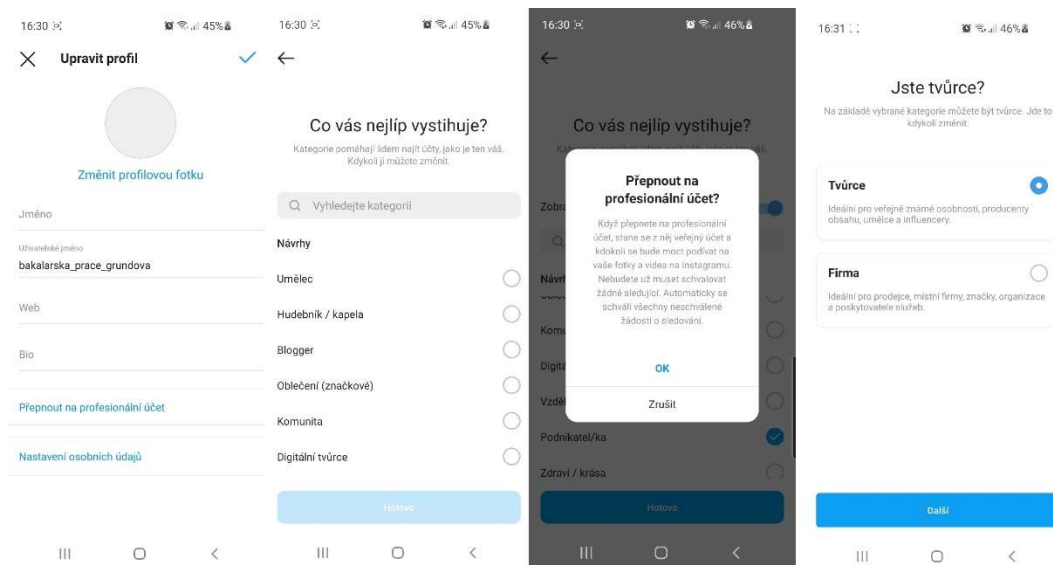 16:30 45%
Upravit profil
Změnit profilovou fotku
Jméno
Uživatelské jméno
bakalarska_prace_grundova
Web
Bio
Přepnout na profesionální účet
Nastavení osobních údajů
16:30 45%
Co vás nejlíp vystihuje?
Kategorie pomáhají lidem najít účty, jako je ten váš.
Kdykoli ji můžete změnit.
Vyhledejte kategorii
Návrhy
Umělec
Hudebník / kapela
Blogger
Oblečení (značkové)
Komunita
Digitální tvůrce
Hotovo
16:30 46%
Co vás nejlíp vystihuje?
Přepnout na
profesionální účet?
Když přepnete na profesionální
účet, stane se z něj veřejný účet a
kdokoli se bude moct podívat na
vaše fotky a videa na Instagramu.
Nebudete už muset schvalovat
žádné sledující. Automaticky se
schválí všechny neschválené
žádosti o sledování.
OK
Zrušit
Zobra
Návrh
Komu
Digitá
Vzděl
Podnikatel/ka
Zdraví / krása
Hotovo
16:31 46%
Jste tvůrce?
Na základě vybrané kategorie můžete být tvůrce. Jde to
kdykoli změnit.
Tvůrce
Ideální pro veřejně známé osobnosti, producenty
obsahu, umělce a influencery.
Firma
Ideální pro prodejce, místní firmy, značky, organizace
a poskytovatele služeb.
Další